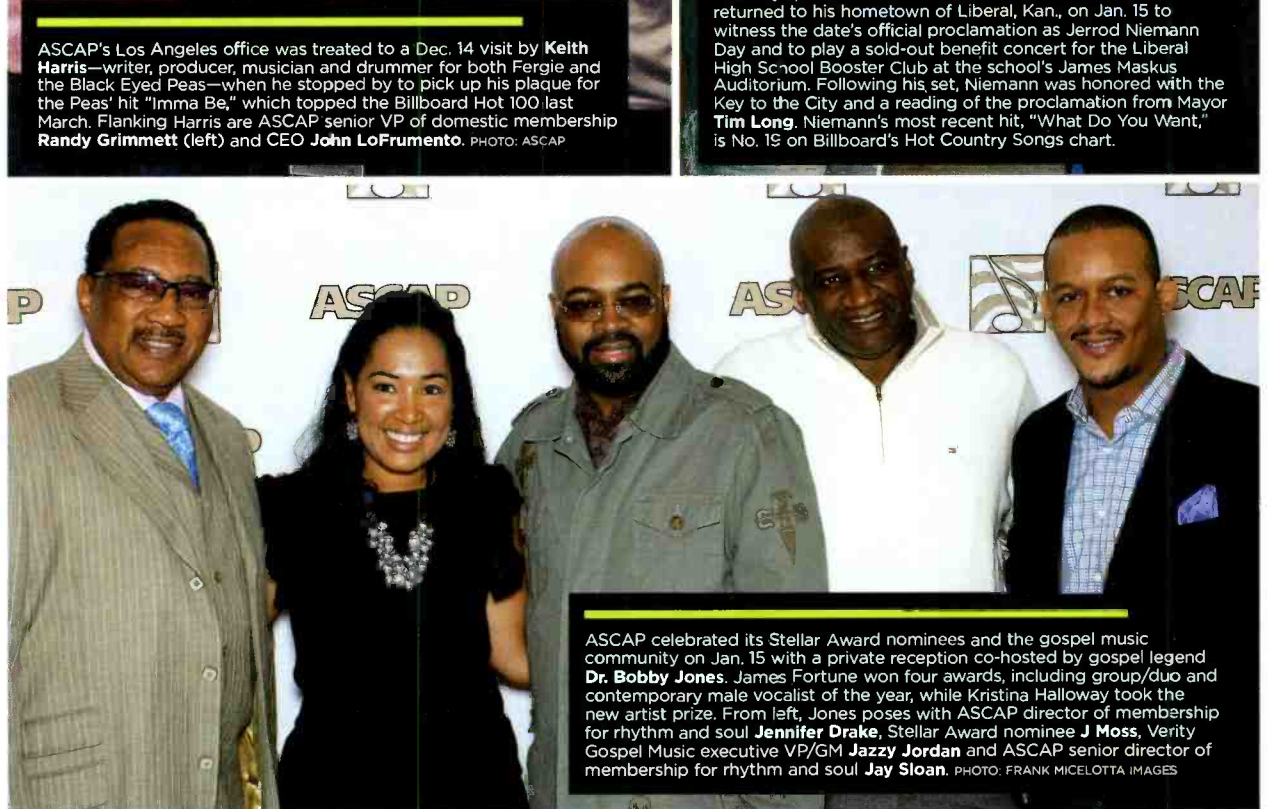 ASCAP's Los Angeles office was treated to a Dec. 14 visit by Keith
Harris—writer, producer, musician and drummer for both Fergie and
the Black Eyed Peas—when he stopped by to pick up his plaque for
the Peas' hit "Imma Be," which topped the Billboard Hot 100 last
March. Flanking Harris are ASCAP senior VP of domestic membership
Randy Grimmett (left) and CEO John LoFrumento. PHOTO: ASCAP
returned to his hometown of Liberal, Kan., on Jan. 15 to
witness the date's official proclamation as Jerrod Niemann
Day and to play a sold-out benefit concert for the Liberal
High School Booster Club at the school's James Maskus
Auditorium. Following his set, Niemann was honored with the
Key to the City and a reading of the proclamation from Mayor
Tim Long. Niemann's most recent hit, "What Do You Want,"
is No. 19 on Billboard's Hot Country Songs chart.
AP
ASCAP
AS
SCAP
ASCAP celebrated its Stellar Award nominees and the gospel music
community on Jan. 15 with a private reception co-hosted by gospel legend
Dr. Bobby Jones. James Fortune won four awards, including group/duo and
contemporary male vocalist of the year, while Kristina Halloway took the
new artist prize. From left, Jones poses with ASCAP director of membership
for rhythm and soul Jennifer Drake, Stellar Award nominee J Moss, Verity
Gospel Music executive VP/GM Jazzy Jordan and ASCAP senior director of
membership for rhythm and soul Jay Sloan. PHOTO: FRANK MICELOTTA IMAGES